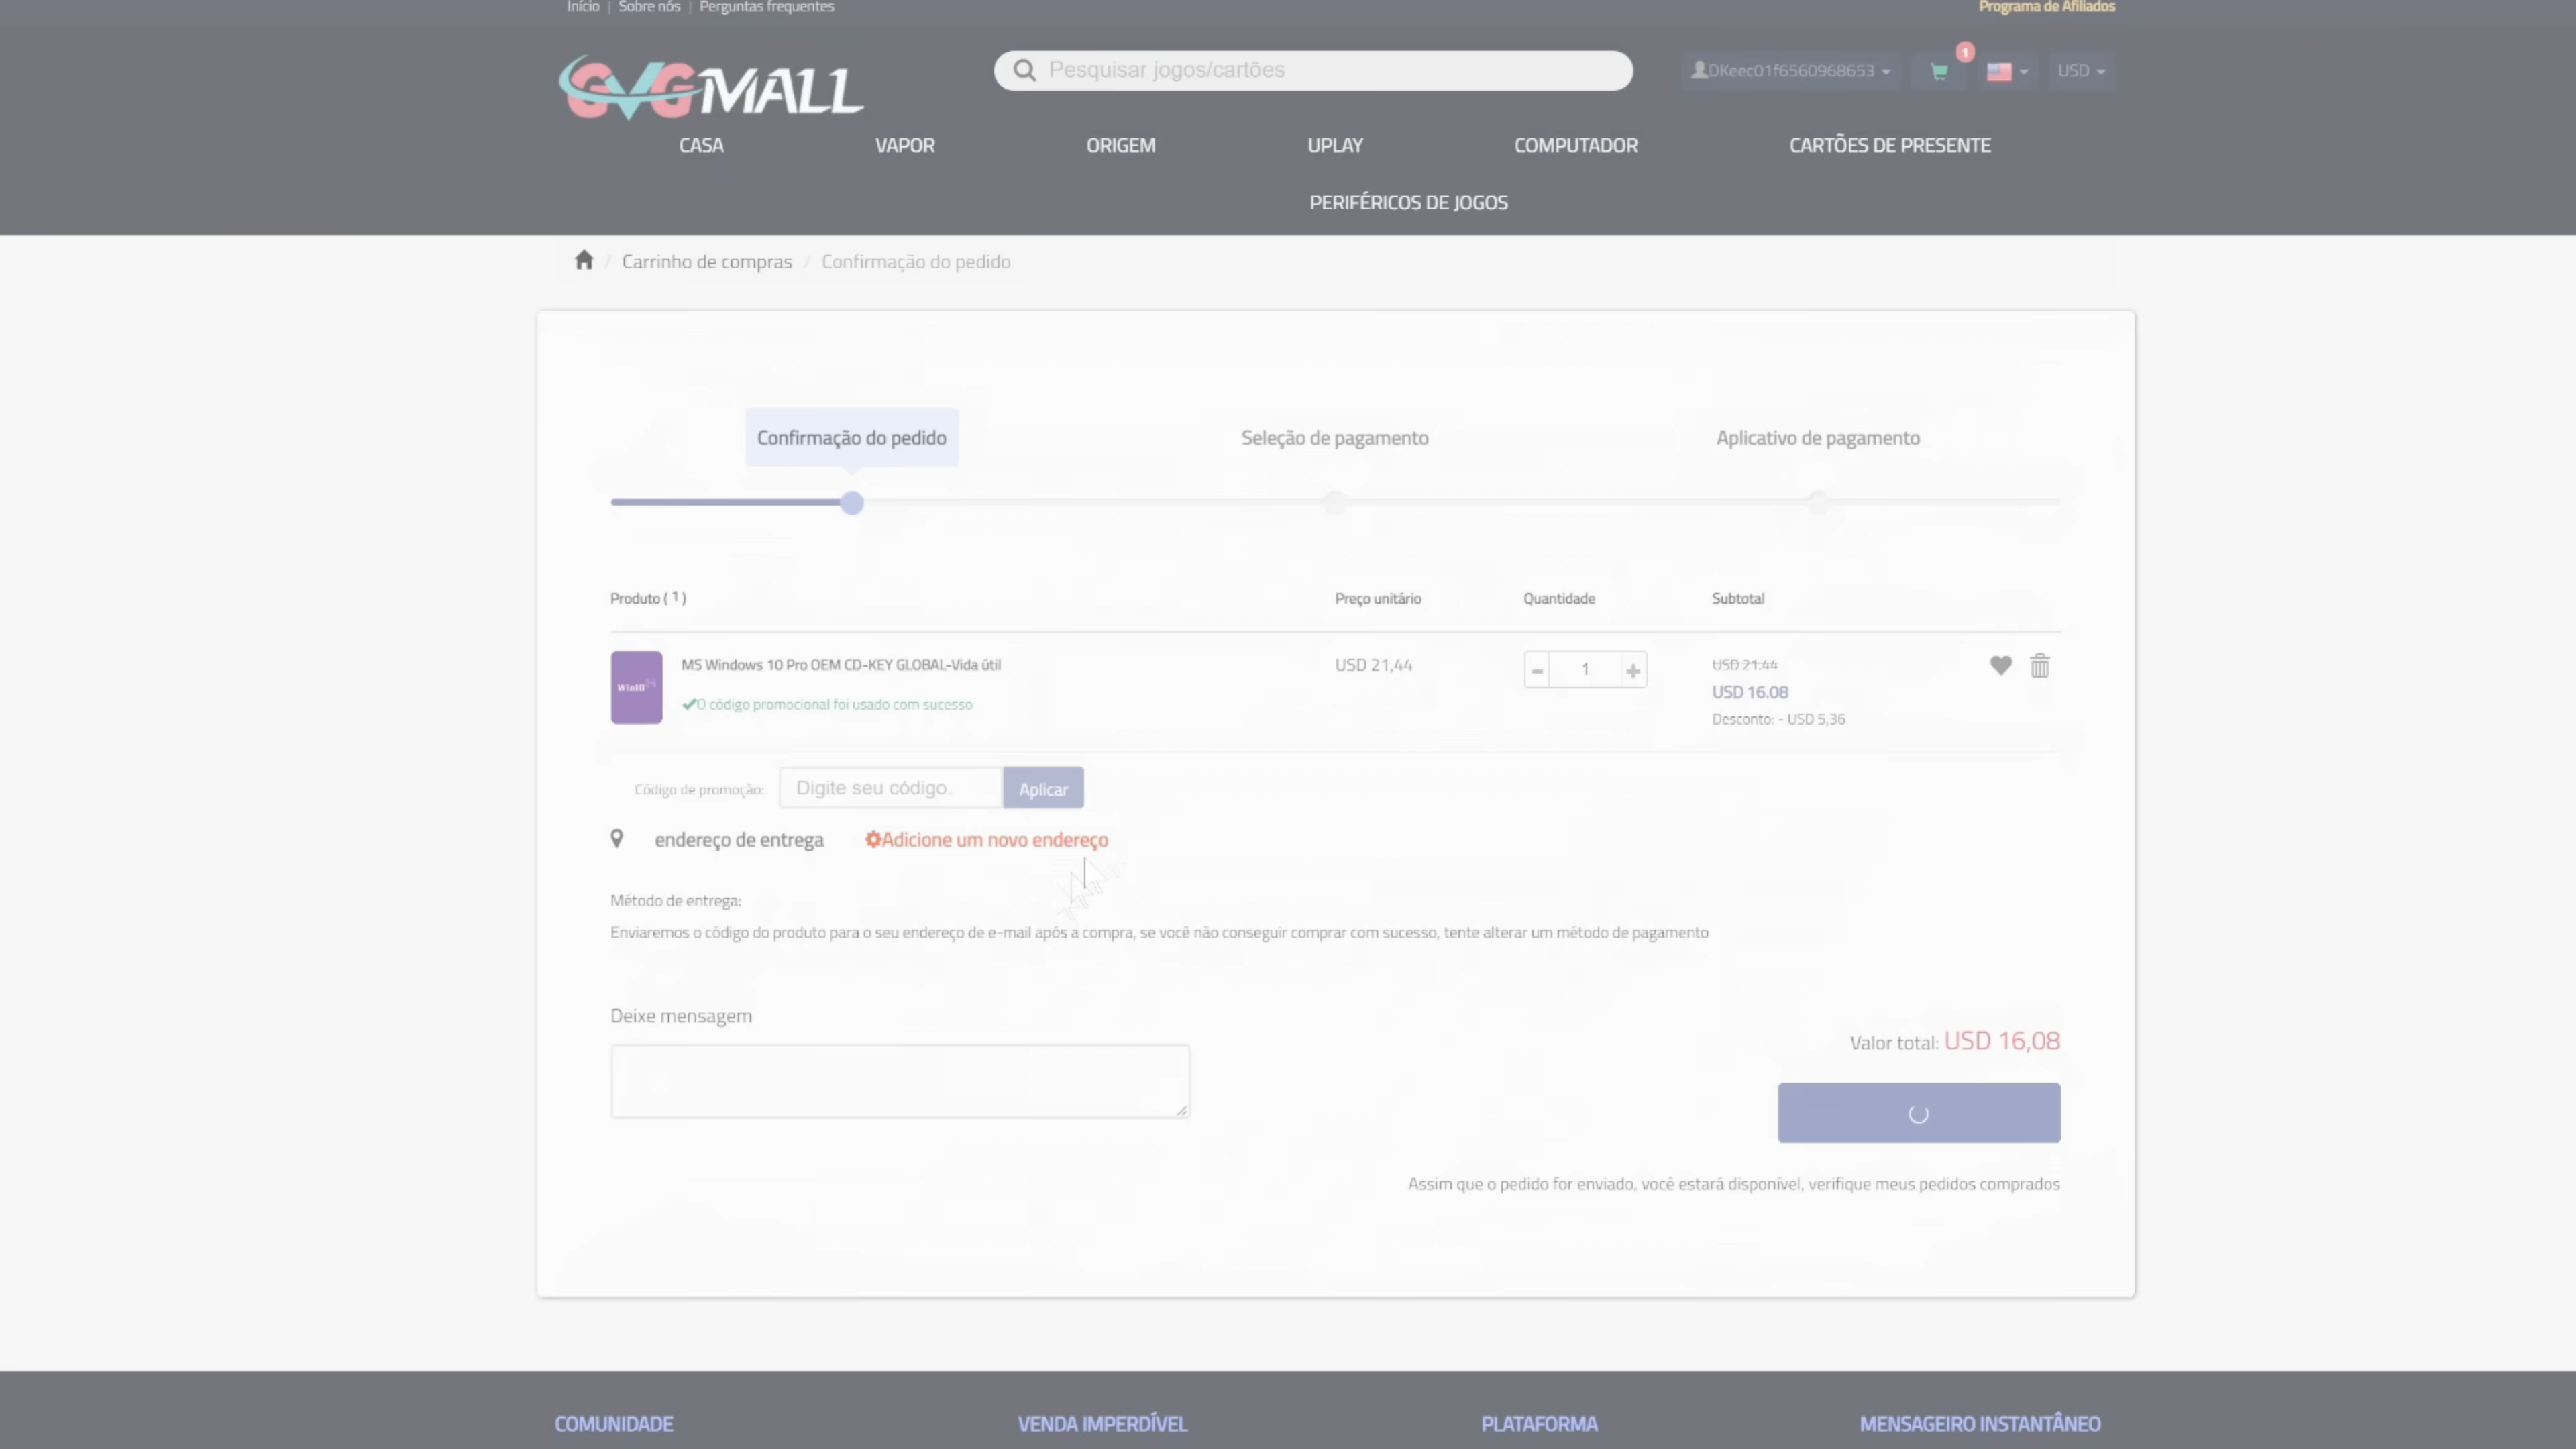 Início | Sobre nós | Perguntas frequentes
Programa de Afiliados
GVGMALL
Pesquisar jogos/cartões
DKeec01f6560968653
1
USD
CASA
VAPOR
ORIGEM
UPLAY
COMPUTADOR
CARTÕES DE PRESENTE
PERIFÉRICOS DE JOGOS
/ Carrinho de compras / Confirmação do pedido
Confirmação do pedido
Seleção de pagamento
Aplicativo de pagamento
Produto ( 1 )
Preço unitário
Quantidade
Subtotal
Win10
MS Windows 10 Pro OEM CD-KEY GLOBAL-Vida útil
USD 21,44
- 1 +
USD 21:44
USD 16.08
O código promocional foi usado com sucesso
Desconto: - USD 5,36
Código de promoção:
Digite seu código.
Aplicar
endereço de entrega
Adicione um novo endereço
Método de entrega:
Enviaremos o código do produto para o seu endereço de e-mail após a compra, se você não conseguir comprar com sucesso, tente alterar um método de pagamento
Deixe mensagem
Valor total: USD 16,08
Assim que o pedido for enviado, você estará disponível, verifique meus pedidos comprados
COMUNIDADE
VENDA IMPERDÍVEL
PLATAFORMA
MENSAGEIRO INSTANTÂNEO